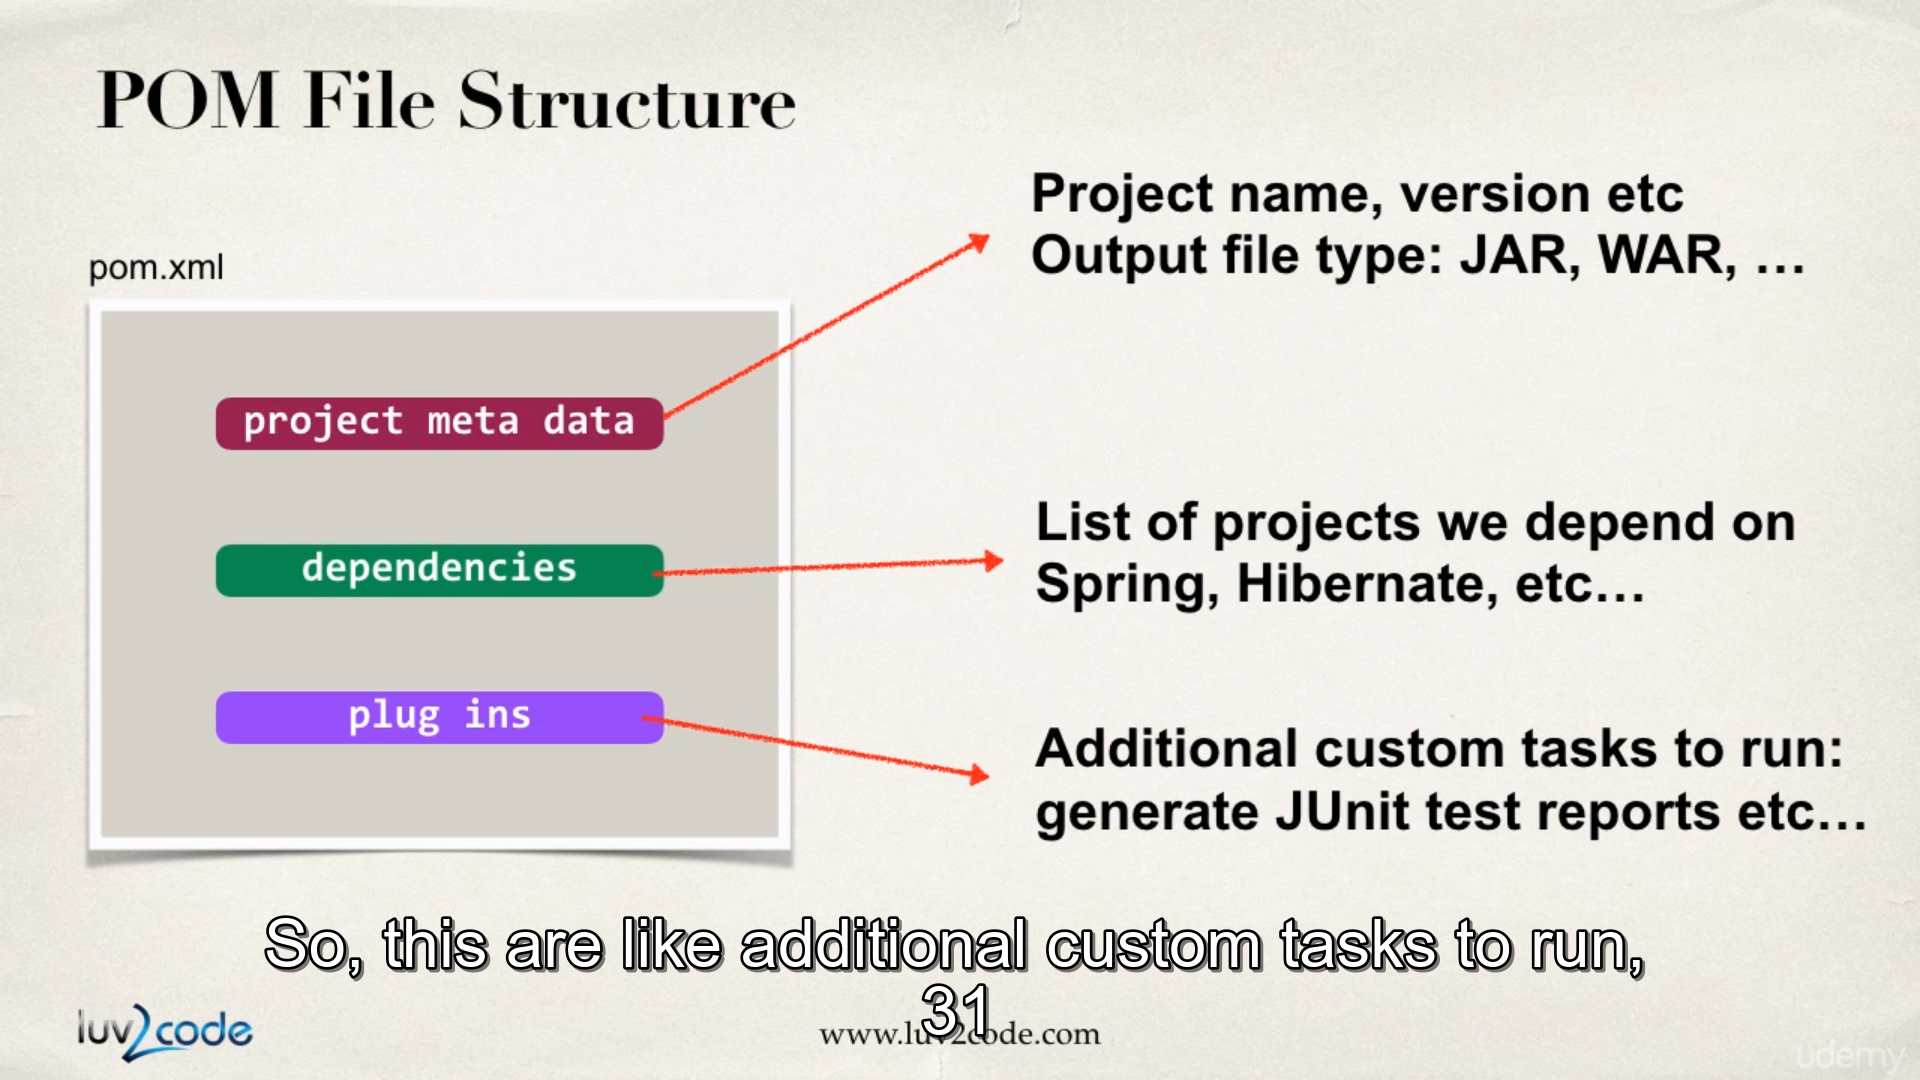 POM File Structure
Project name, version etc
Output file type: JAR, WAR, …
pom.xml
project meta data
List of projects we depend on
Spring, Hibernate, etc…
dependencies
plug ins
Additional custom tasks to run:
generate JUnit test reports etc…
So, this are like additional custom tasks to run,
31
luv2code
www.luv2code.com
udemy